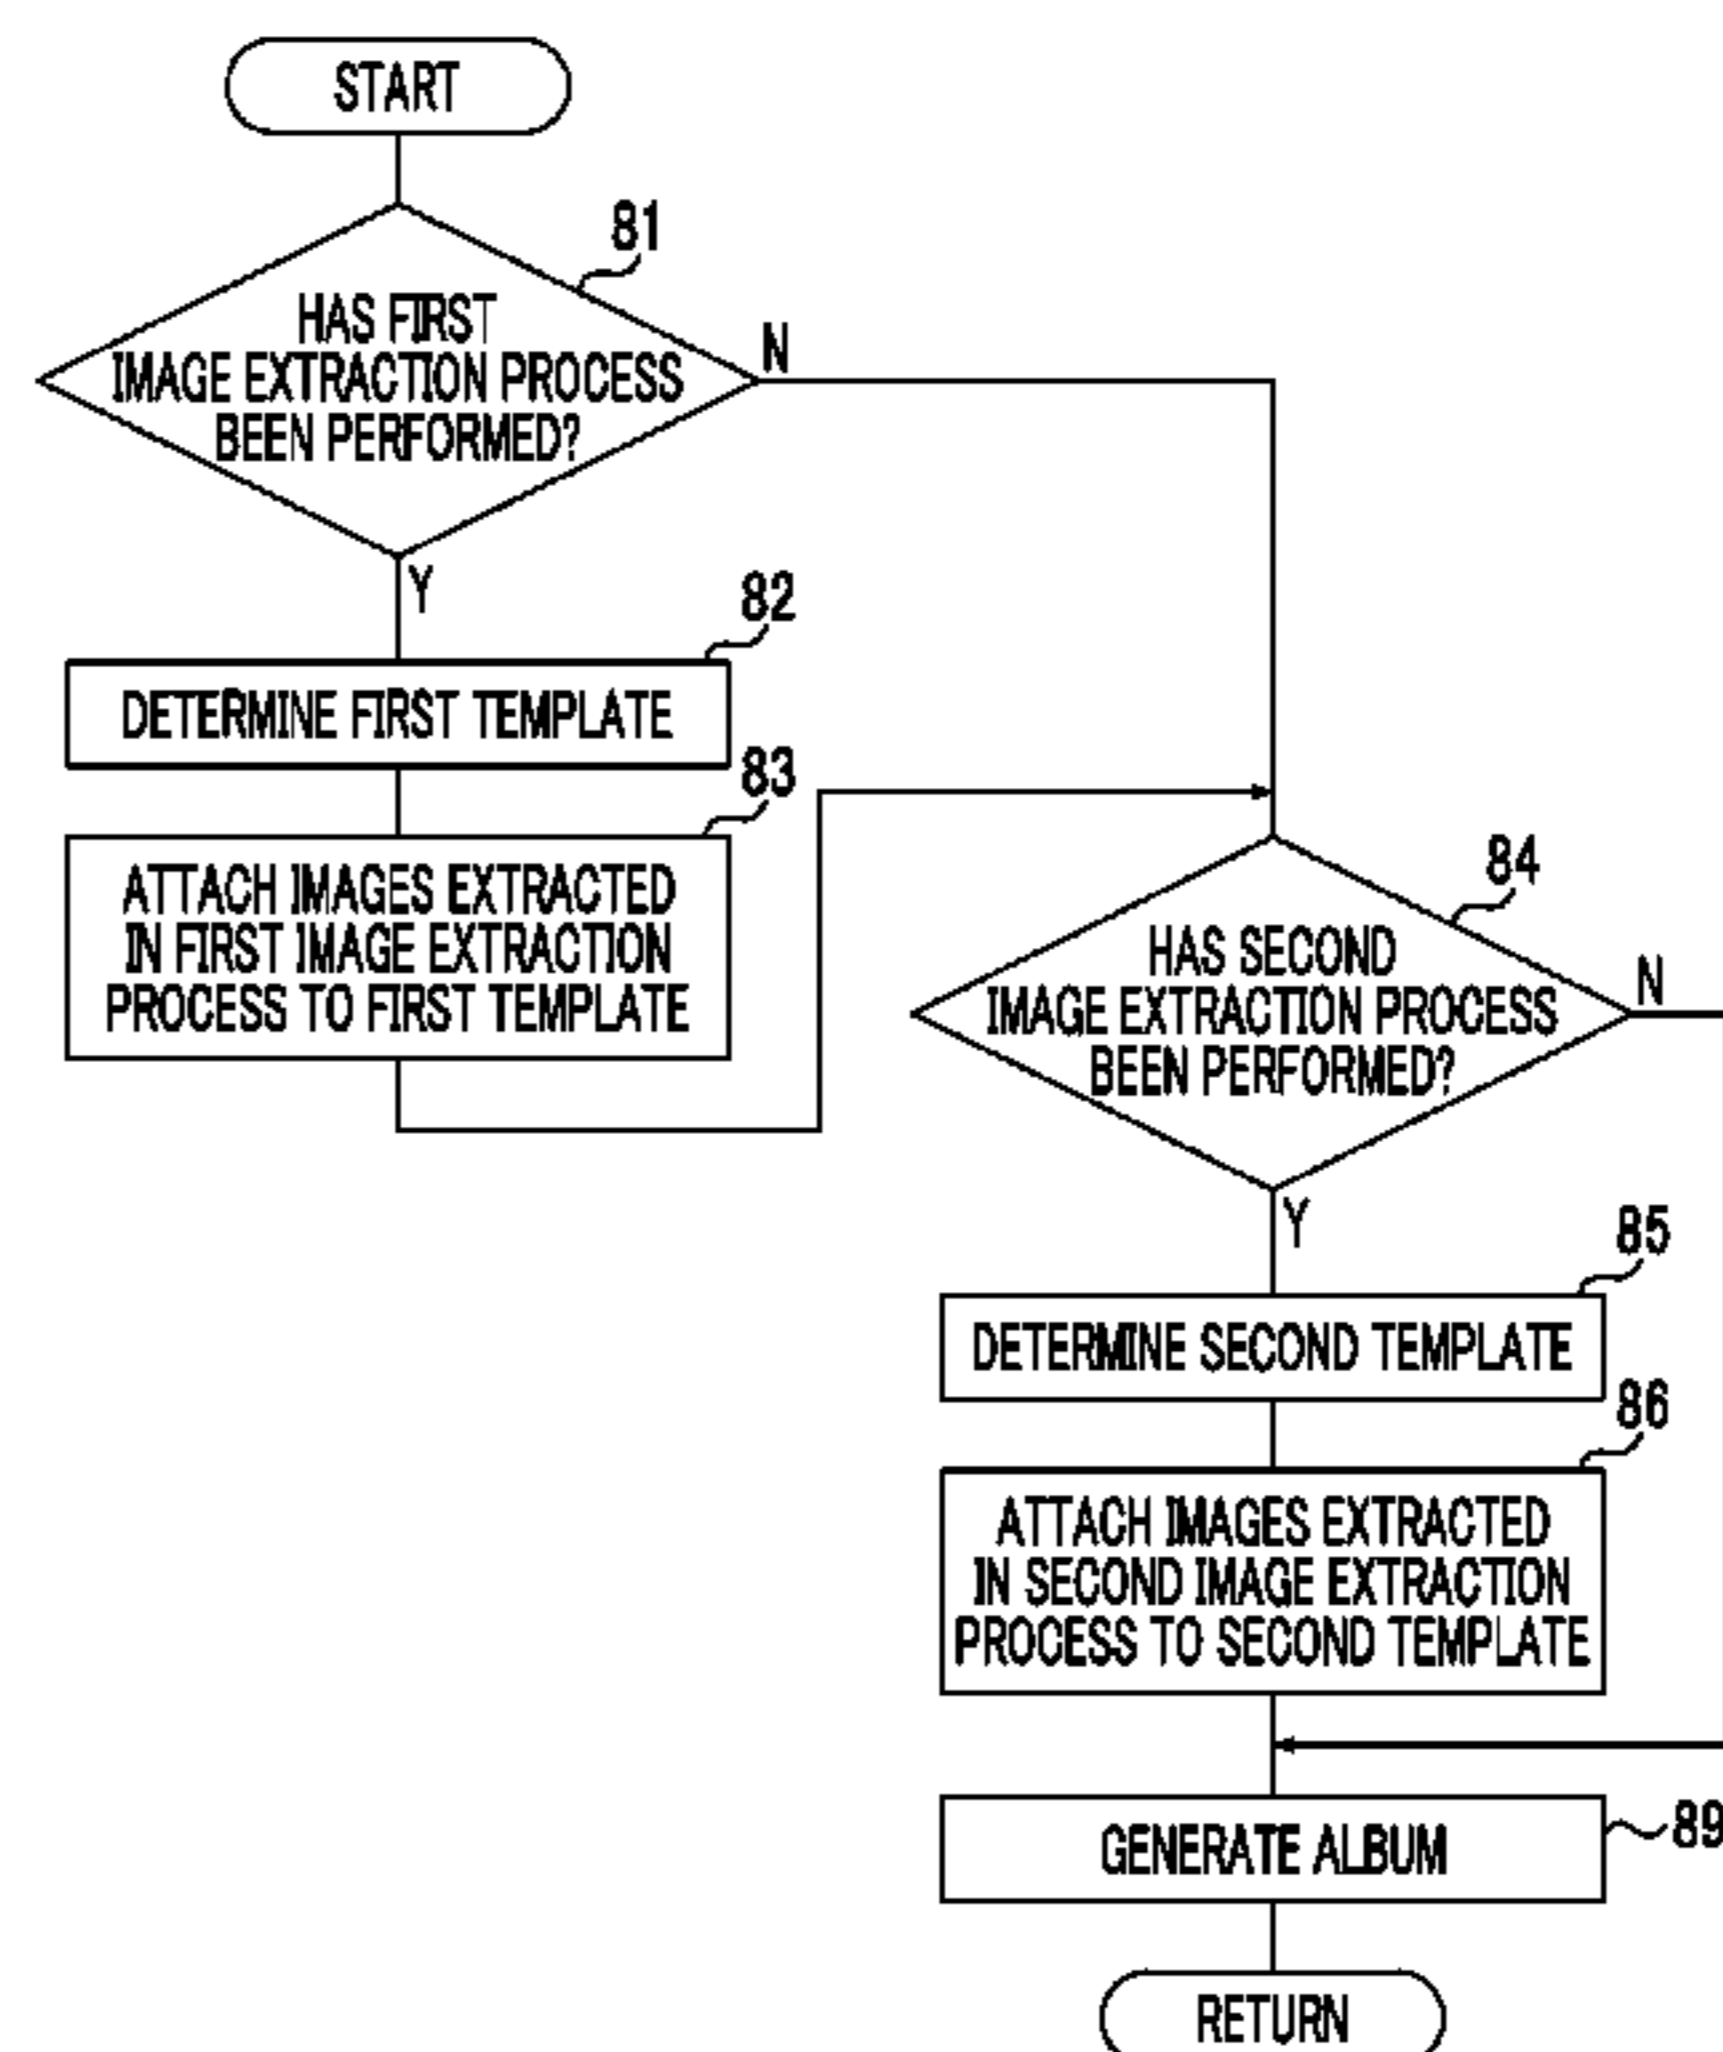 START
81
HAS FIRST
IMAGE EXTRACTION PROCESS
BEEN PERFORMED?
N
Y
82
DETERMINE FIRST TEMPLATE
83
ATTACH IMAGES EXTRACTED
IN FIRST IMAGE EXTRACTION
PROCESS TO FIRST TEMPLATE
84
HAS SECOND
IMAGE EXTRACTION PROCESS
BEEN PERFORMED?
N
Y
85
DETERMINE SECOND TEMPLATE
86
ATTACH IMAGES EXTRACTED
IN SECOND IMAGE EXTRACTION
PROCESS TO SECOND TEMPLATE
GENERATE ALBUM
89
RETURN